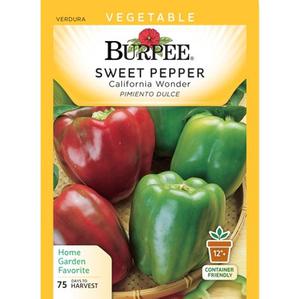 VERDURA
VEGETABLE
BURPEE
SWEET PEPPER
California Wonder
PIMIENTO DULCE
Home
Garden
Favorite
75 DAYS TO HARVEST
12"+
CONTAINER
FRIENDLY